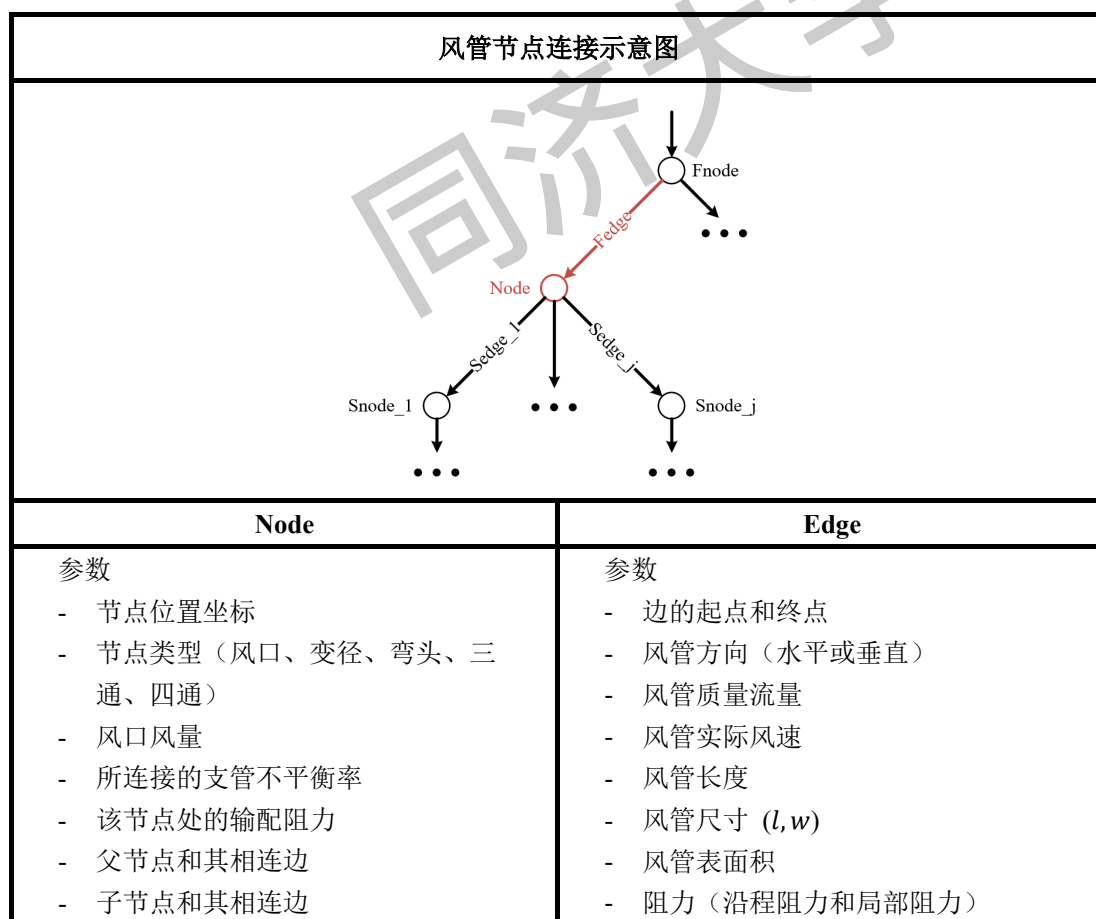 同济大学
风管节点连接示意图
Fnode
Fedge
Node
Sedge_1
Sedge_j
Snode_1
Snode_j
Node
Edge
参数
- 节点位置坐标
- 节点类型（风口、变径、弯头、三
通、四通）
- 风口风量
- 所连接的支管不平衡率
- 该节点处的输配阻力
- 父节点和其相连边
- 子节点和其相连边
参数
- 边的起点和终点
- 风管方向（水平或垂直）
- 风管质量流量
- 风管实际风速
- 风管长度
- 风管尺寸 (l,w)
- 风管表面积
- 阻力（沿程阻力和局部阻力）